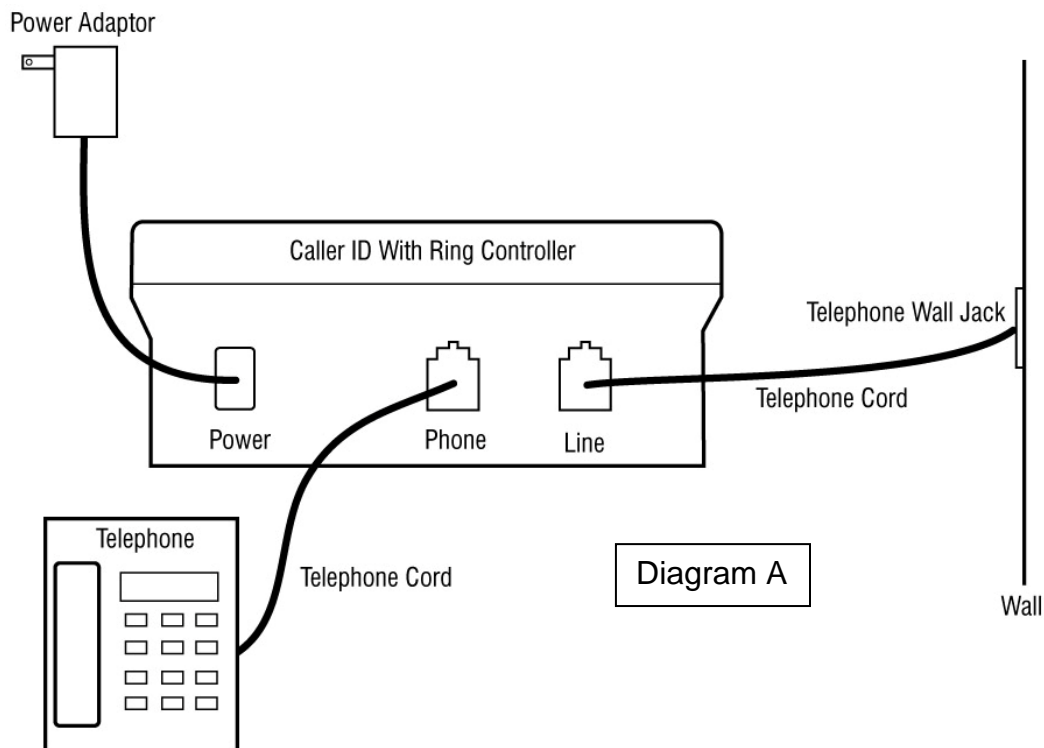 Power Adaptor
Caller ID With Ring Controller
Telephone Wall Jack
Telephone Cord
Power
Phone
Line
Telephone
Telephone Cord
Diagram A
Wall